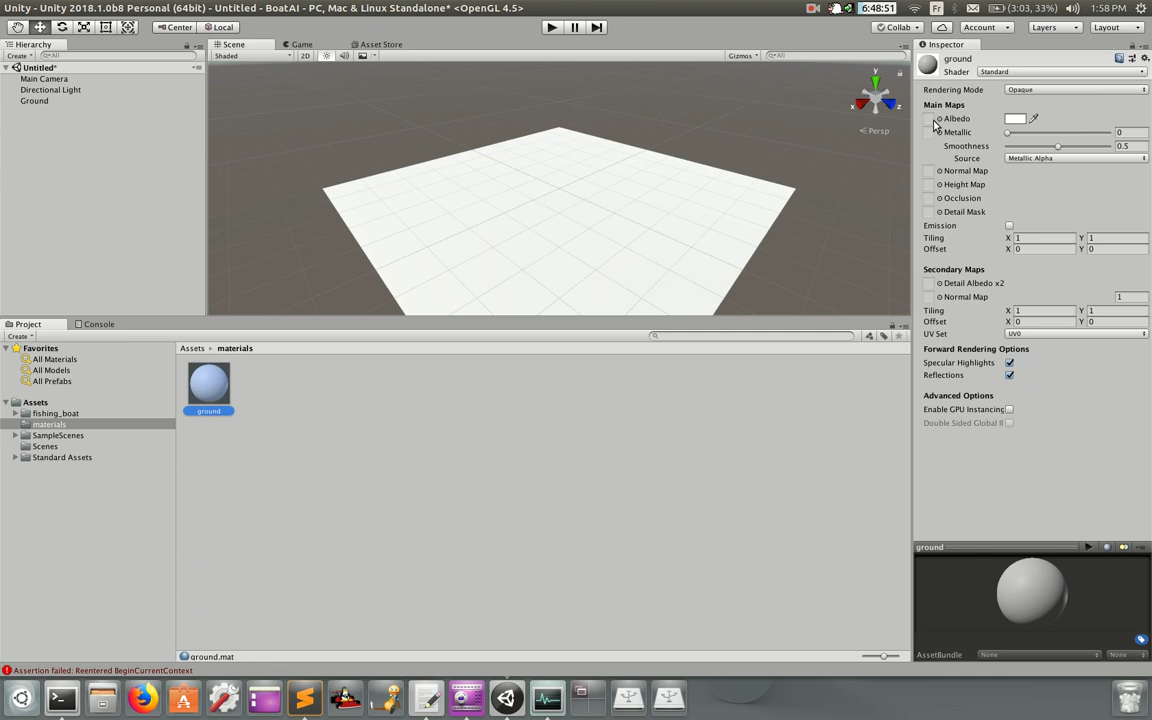 Unity - Unity 2018.1.0b8 Personal (64bit) - Untitled - BoatAI - PC, Mac & Linux Standalone* <OpenGL 4.5>
6:48:51 Fr (3:03, 33%) 1:58 PM
Center Local Collab Account Layers Layout
Hierarchy Scene Game Asset Store Inspector
Create All Shaded 2D Gizmos All ground
Untitled* Shader Standard
Main Camera
Directional Light Rendering Mode Opaque
Ground Main Maps
y x z
Persp
Albedo
Metallic 0
Smoothness 0.5
Source Metallic Alpha
Normal Map
Height Map
Occlusion
Detail Mask
Emission
Tiling X 1 Y 1
Offset X 0 Y 0
Secondary Maps
Detail Albedo x2
Normal Map 1
Tiling X 1 Y 1
Offset X 0 Y 0
UV Set UV0
Forward Rendering Options
Specular Highlights
Reflections
Advanced Options
Enable GPU Instancing
Double Sided Global Il
Project Console
Create
Favorites Assets materials
All Materials
All Models
All Prefabs
Assets
fishing_boat ground
materials
SampleScenes
Scenes
Standard Assets
ground
ground.mat AssetBundle None None
Assertion failed: Reentered BeginCurrentContext